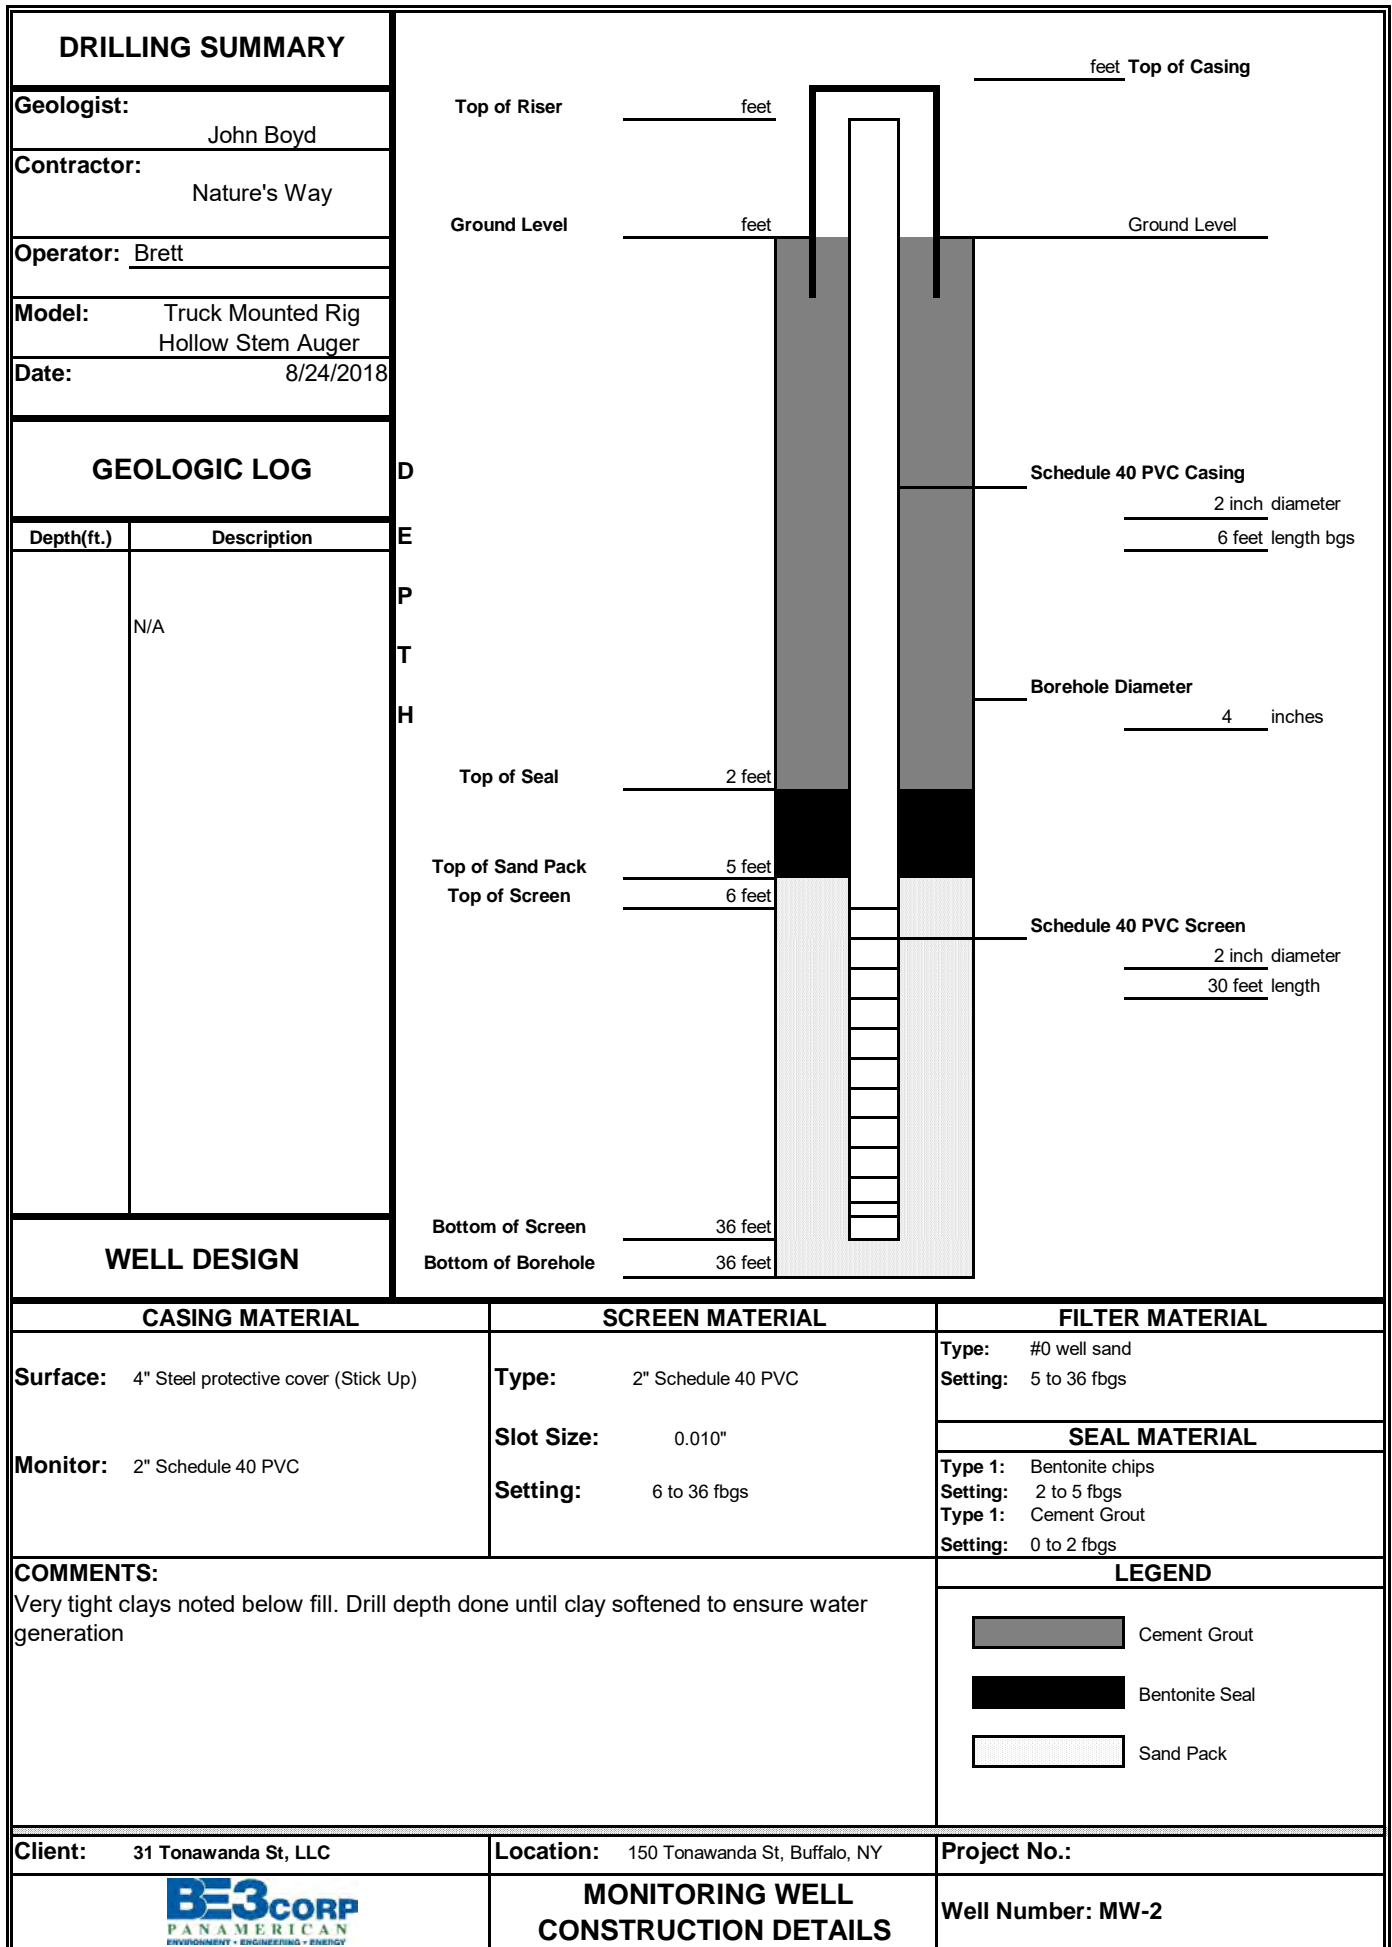 DRILLING SUMMARY
Geologist:
John Boyd
Contractor:
Nature's Way
Operator: Brett
Model: Truck Mounted Rig
Hollow Stem Auger
Date: 8/24/2018
GEOLOGIC LOG
Depth(ft.) Description
N/A
WELL DESIGN
D
E
P
T
H
feet Top of Casing
Top of Riser feet
Ground Level feet
Ground Level
Schedule 40 PVC Casing
2 inch diameter
6 feet length bgs
Borehole Diameter
4 inches
Top of Seal 2 feet
Top of Sand Pack 5 feet
Top of Screen 6 feet
Schedule 40 PVC Screen
2 inch diameter
30 feet length
Bottom of Screen 36 feet
Bottom of Borehole 36 feet
CASING MATERIAL
Surface: 4" Steel protective cover (Stick Up)
Monitor: 2" Schedule 40 PVC
SCREEN MATERIAL
Type: 2" Schedule 40 PVC
Slot Size: 0.010"
Setting: 6 to 36 fbgs
FILTER MATERIAL
Type: #0 well sand
Setting: 5 to 36 fbgs
SEAL MATERIAL
Type 1: Bentonite chips
Setting: 2 to 5 fbgs
Type 1: Cement Grout
Setting: 0 to 2 fbgs
COMMENTS:
Very tight clays noted below fill. Drill depth done until clay softened to ensure water
generation
LEGEND
Cement Grout
Bentonite Seal
Sand Pack
Client: 31 Tonawanda St, LLC
Location: 150 Tonawanda St, Buffalo, NY
Project No.:
BE3CORP
PANAMERICAN
ENVIRONMENT • ENGINEERING • ENERGY
MONITORING WELL
CONSTRUCTION DETAILS
Well Number: MW-2